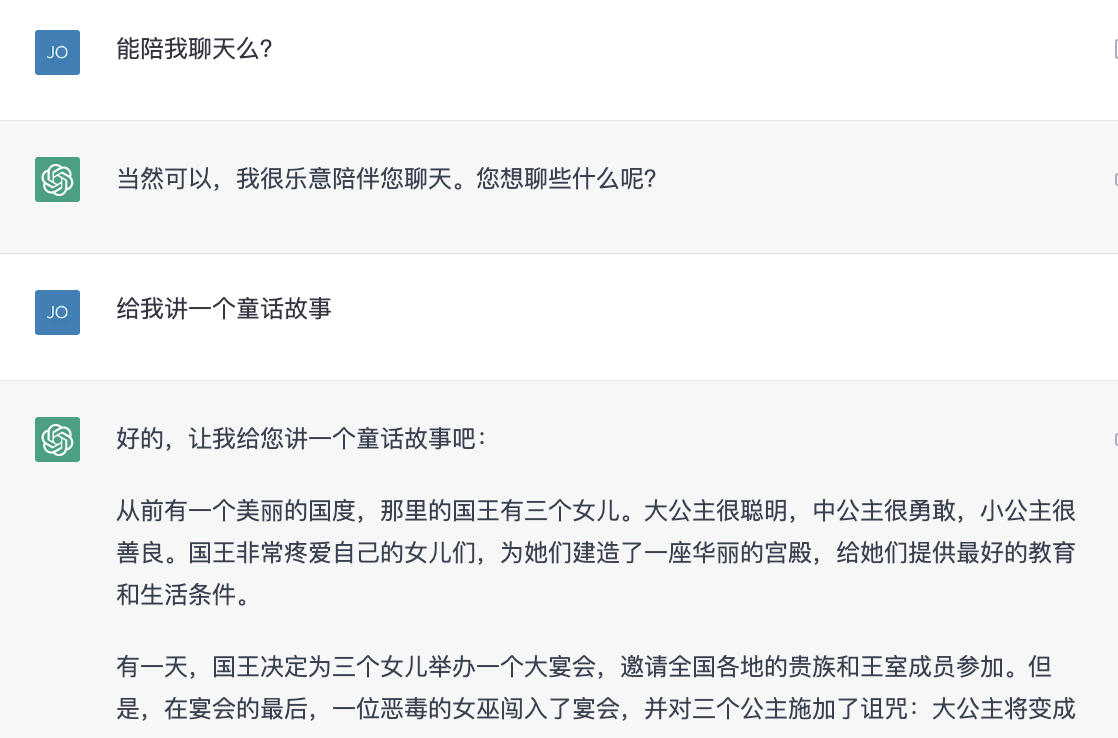 JO
能陪我聊天么?
当然可以，我很乐意陪伴您聊天。您想聊些什么呢?
JO
给我讲一个童话故事
好的，让我给您讲一个童话故事吧：
从前有一个美丽的国度，那里的国王有三个女儿。大公主很聪明，中公主很勇敢，小公主很
善良。国王非常疼爱自己的女儿们，为她们建造了一座华丽的宫殿，给她们提供最好的教育
和生活条件。
有一天，国王决定为三个女儿举办一个大宴会，邀请全国各地的贵族和王室成员参加。但
是，在宴会的最后，一位恶毒的女巫闯入了宴会，并对三个公主施加了诅咒：大公主将变成